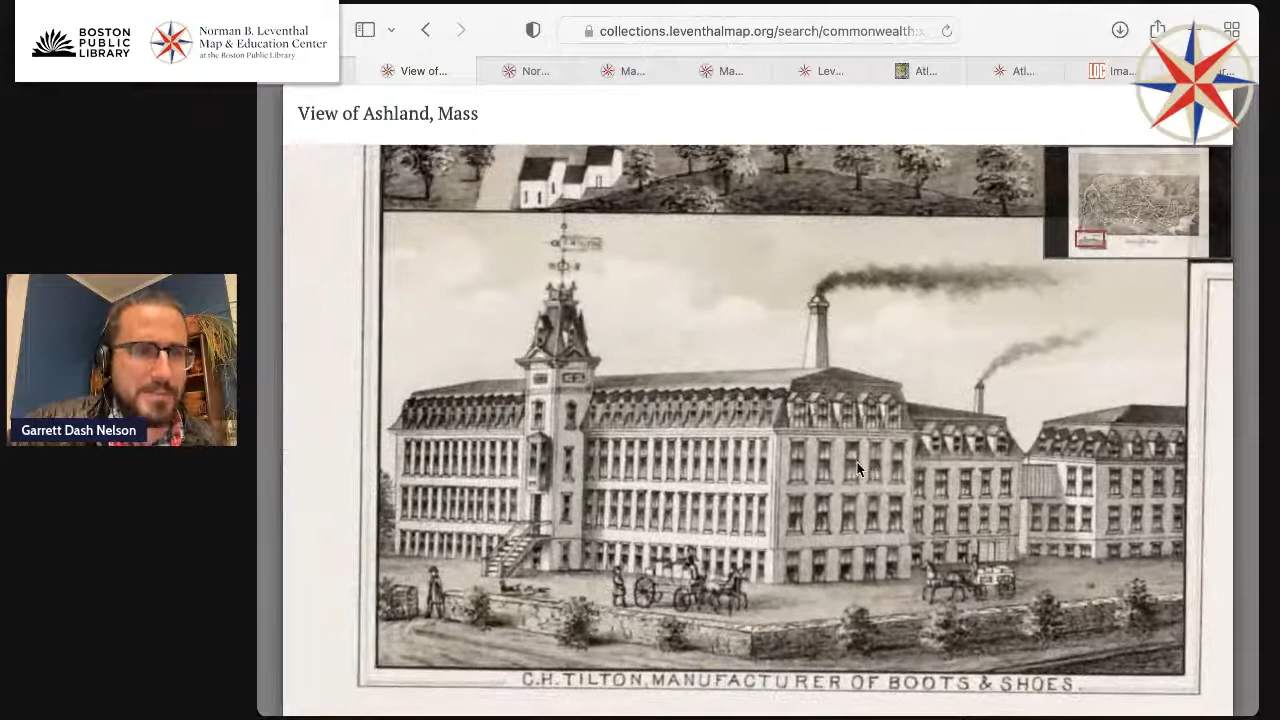 BOSTON
PUBLIC
LIBRARY
Norman B. Leventhal
Map & Education Center
at the Boston Public Library
collections.leventhalmap.org/search/commonwealth:
View of... Nor... Ma... Ma... Lev... Atl... Atl... LOC Ima...
View of Ashland, Mass
Garrett Dash Nelson
C.H. TILTON, MANUFACTURER OF BOOTS & SHOES.